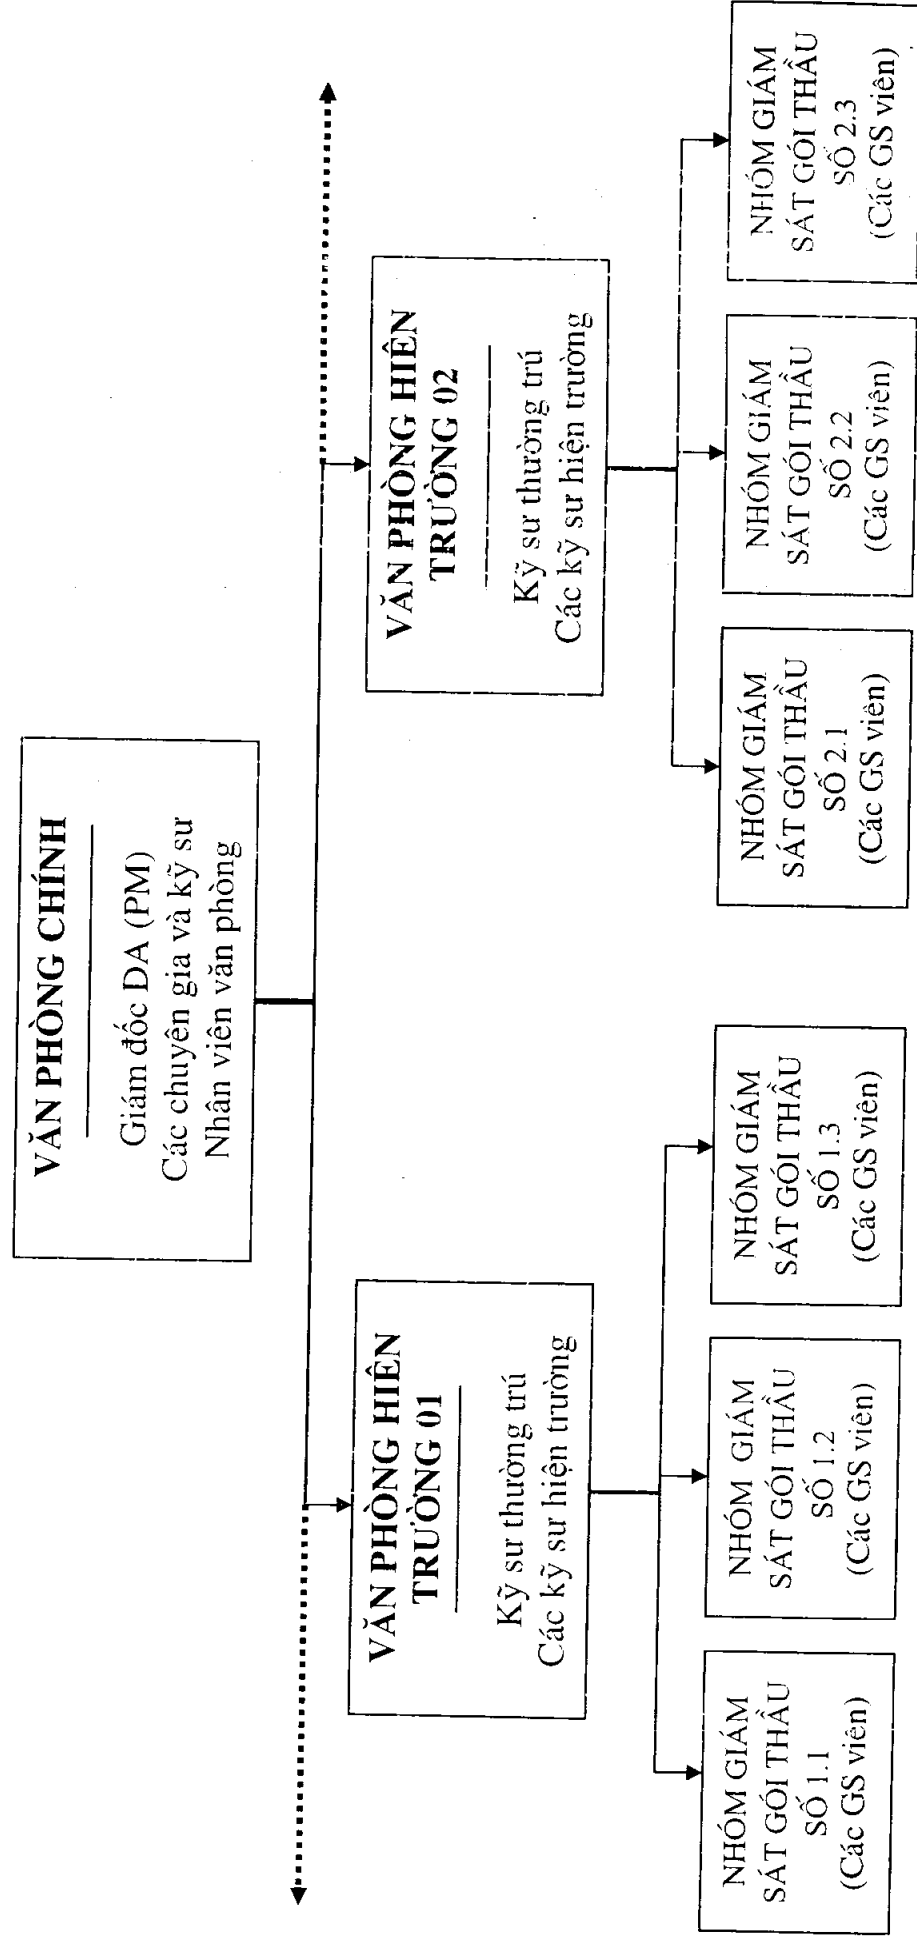 VĂN PHÒNG CHÍNH
Giám đốc DA (PM)
Các chuyên gia và kỹ sư
Nhân viên văn phòng
VĂN PHÒNG HIÊN
TRƯỜNG 01
Kỹ sư thường trú
Các kỹ sư hiện trường
VĂN PHÒNG HIÊN
TRƯỜNG 02
Kỹ sư thường trú
Các kỹ sư hiện trường
NHÓM GIÁM
SÁT GÓI THẦU
SỐ 1.1
(Các GS viên)
NHÓM GIÁM
SÁT GÓI THẦU
SỐ 1.2
(Các GS viên)
NHÓM GIÁM
SÁT GÓI THẦU
SỐ 1.3
(Các GS viên)
NHÓM GIÁM
SÁT GÓI THẦU
SỐ 2.1
(Các GS viên)
NHÓM GIÁM
SÁT GÓI THẦU
SỐ 2.2
(Các GS viên)
NHÓM GIÁM
SÁT GÓI THẦU
SỐ 2.3
(Các GS viên)